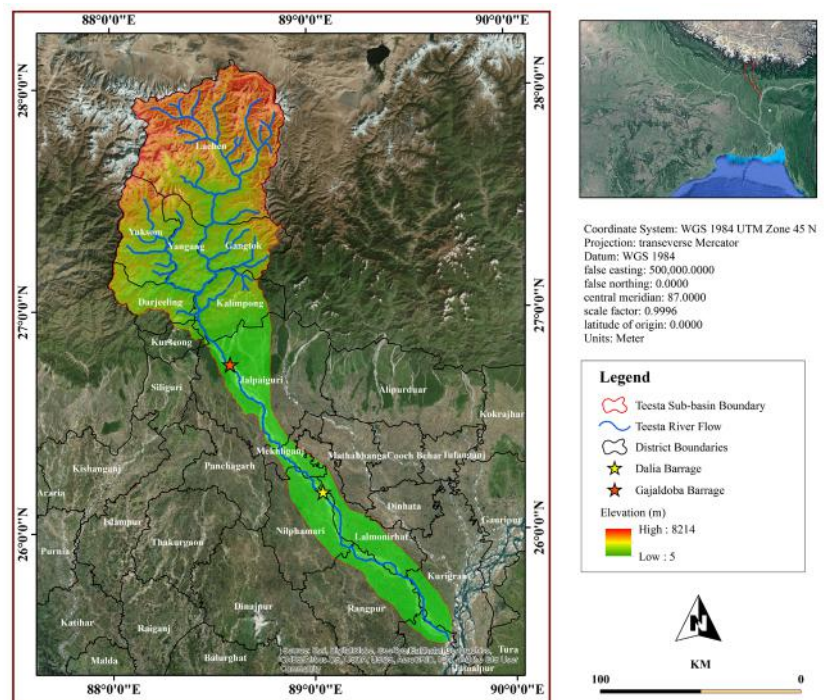 88°0'0"E
89°0'0"E
90°0'0"E
28°0'0"N
28°0'0"N
Lachen
Yuksom
Yangang
Gangtok
27°0'0"N
27°0'0"N
Darjeeling
Kalimpong
Kurseong
Siliguri
Jalpaiguri
Alipurduar
Kokrajhar
Mekhliganj
Mathabhanga
Cooch Behar
Tufanganj
Kishanganj
Panchagarh
Araria
Dinhata
Islampur
Gauripur
26°0'0"N
26°0'0"N
Nilphamari
Lalmonirhat
Purnia
Thakurgaon
Kurigram
Rangpur
Dinajpur
Katihar
Raiganj
Tura
Malda
Balurghat
Jamalpur
88°0'0"E
89°0'0"E
90°0'0"E
Coordinate System: WGS 1984 UTM Zone 45 N
Projection: transeverse Mercator
Datum: WGS 1984
false easting: 500,000.0000
false northing: 0.0000
central meridian: 87.0000
scale factor: 0.9996
latitude of origin: 0.0000
Units: Meter
Legend
Teesta Sub-basin Boundary
Teesta River Flow
District Boundaries
Dalia Barrage
Gajaldoba Barrage
Elevation (m)
High : 8214
Low : 5
N
KM
100
0